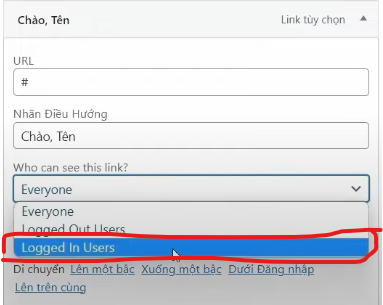 Chào, Tên Link tùy chọn
URL
#
Nhãn Điều Hướng
Chào, Tên
Who can see this link?
Everyone
Everyone
Logged Out Users
Logged In Users
Di chuyển Lên một bậc Xuống một bậc Dưới Đăng nhập
Lên trên cùng